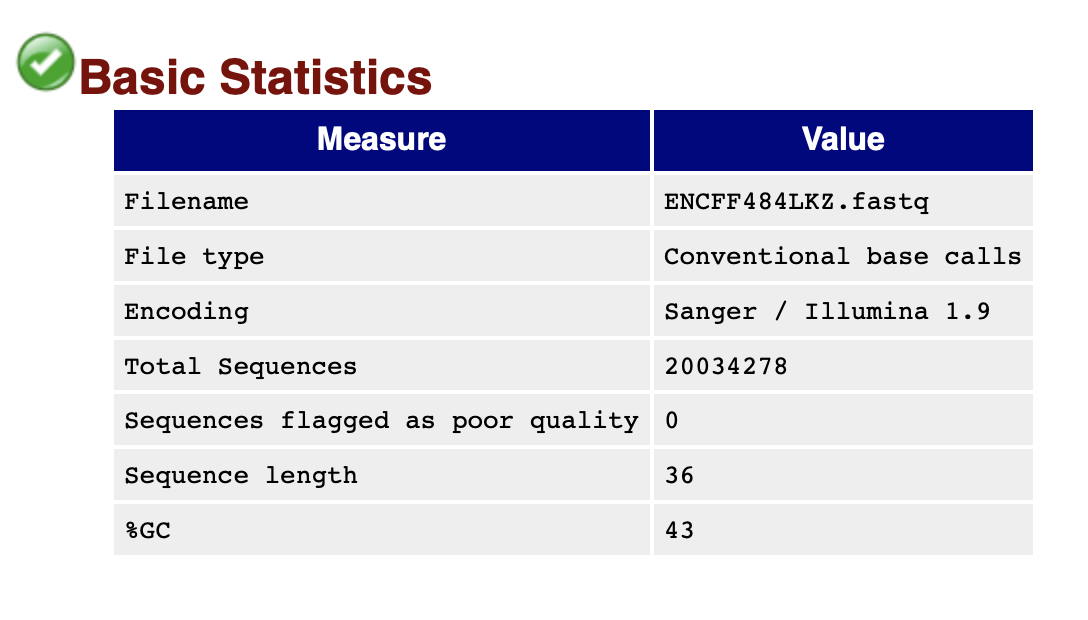 Basic Statistics
Measure Value
Filename ENCFF484LKZ.fastq
File type Conventional base calls
Encoding Sanger / Illumina 1.9
Total Sequences 20034278
Sequences flagged as poor quality 0
Sequence length 36
%GC 43